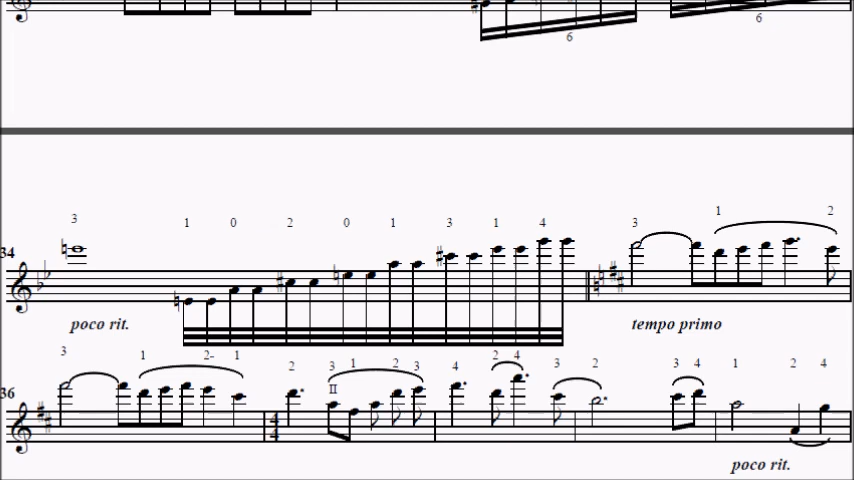 6 6
3
1 0 2 0 1 3 1 4 3 1 2
34
poco rit. tempo primo
3 1 2- 1 2 3 1 2 3 4 2 4 3 2 3 4 1 2 4
II
36
4
4
poco rit.